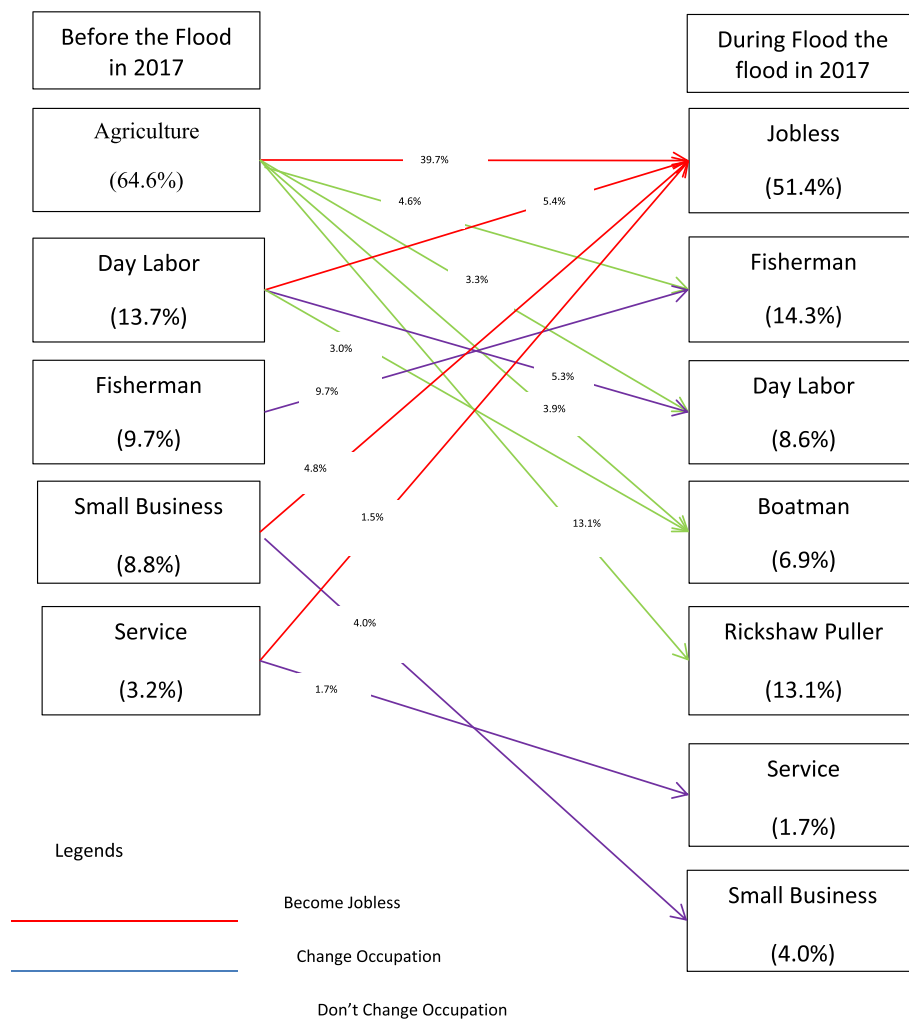 Before the Flood
in 2017
During Flood the
flood in 2017
Agriculture
(64.6%)
Jobless
(51.4%)
39.7%
4.6%
5.4%
Day Labor
(13.7%)
Fisherman
(14.3%)
3.3%
3.0%
Fisherman
(9.7%)
Day Labor
(8.6%)
9.7%
5.3%
3.9%
4.8%
Small Business
(8.8%)
Boatman
(6.9%)
1.5%
13.1%
Service
(3.2%)
Rickshaw Puller
(13.1%)
4.0%
1.7%
Service
(1.7%)
Small Business
(4.0%)
Legends
Become Jobless
Change Occupation
Don’t Change Occupation